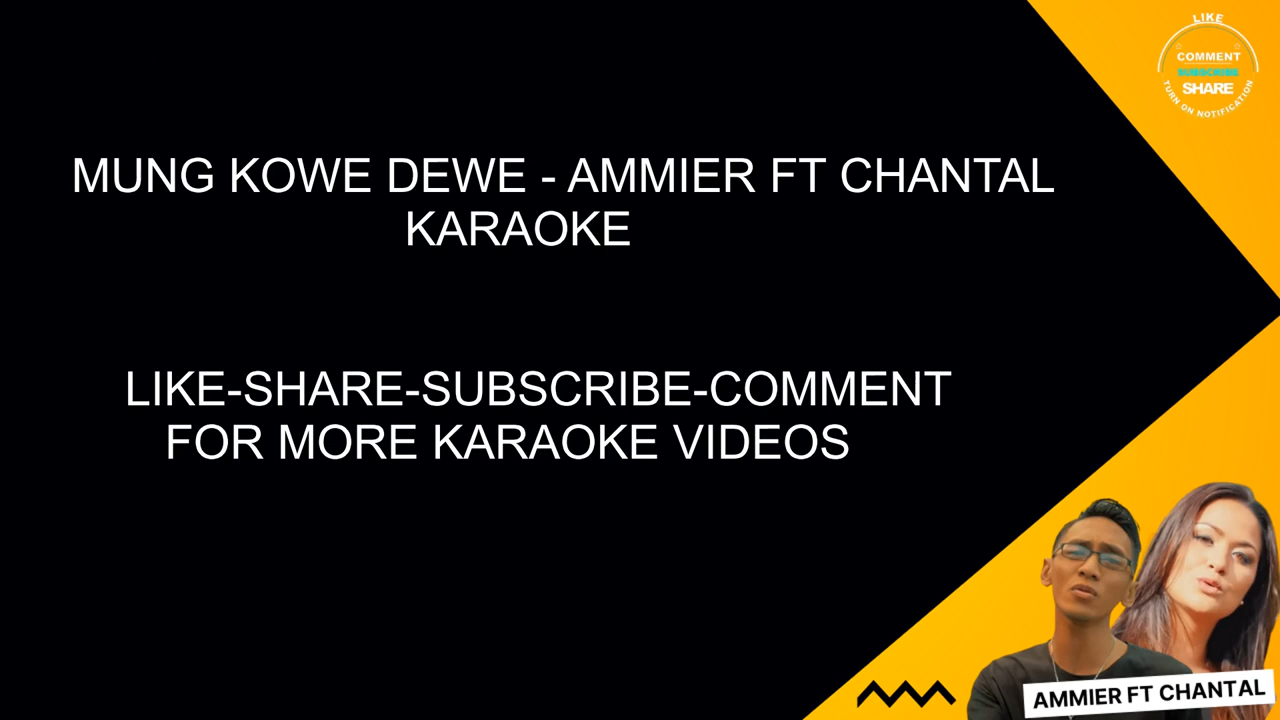 LIKE
COMMENT
SUBSCRIBE
SHARE
TURN ON NOTIFICATION
MUNG KOWE DEWE - AMMIER FT CHANTAL
KARAOKE
LIKE-SHARE-SUBSCRIBE-COMMENT
FOR MORE KARAOKE VIDEOS
AMMIER FT CHANTAL